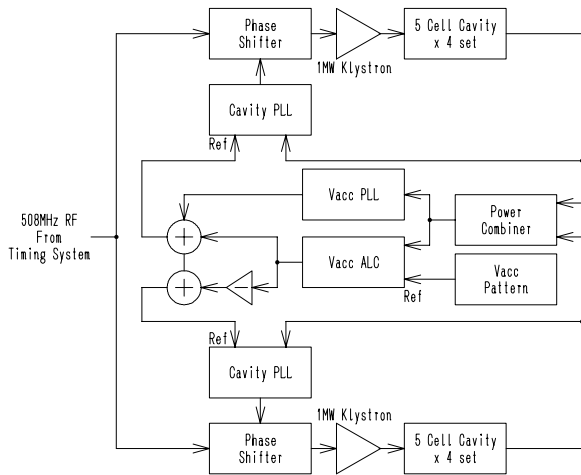 Phase
Shifter
1MW Klystron
5 Cell Cavity
x 4 set
Cavity PLL
Ref
Vacc PLL
Power
Combiner
508MHz RF
From
Timing System
+
Vacc ALC
+
−
Ref
Vacc
Pattern
Ref
Cavity PLL
1MW Klystron
Phase
Shifter
5 Cell Cavity
x 4 set